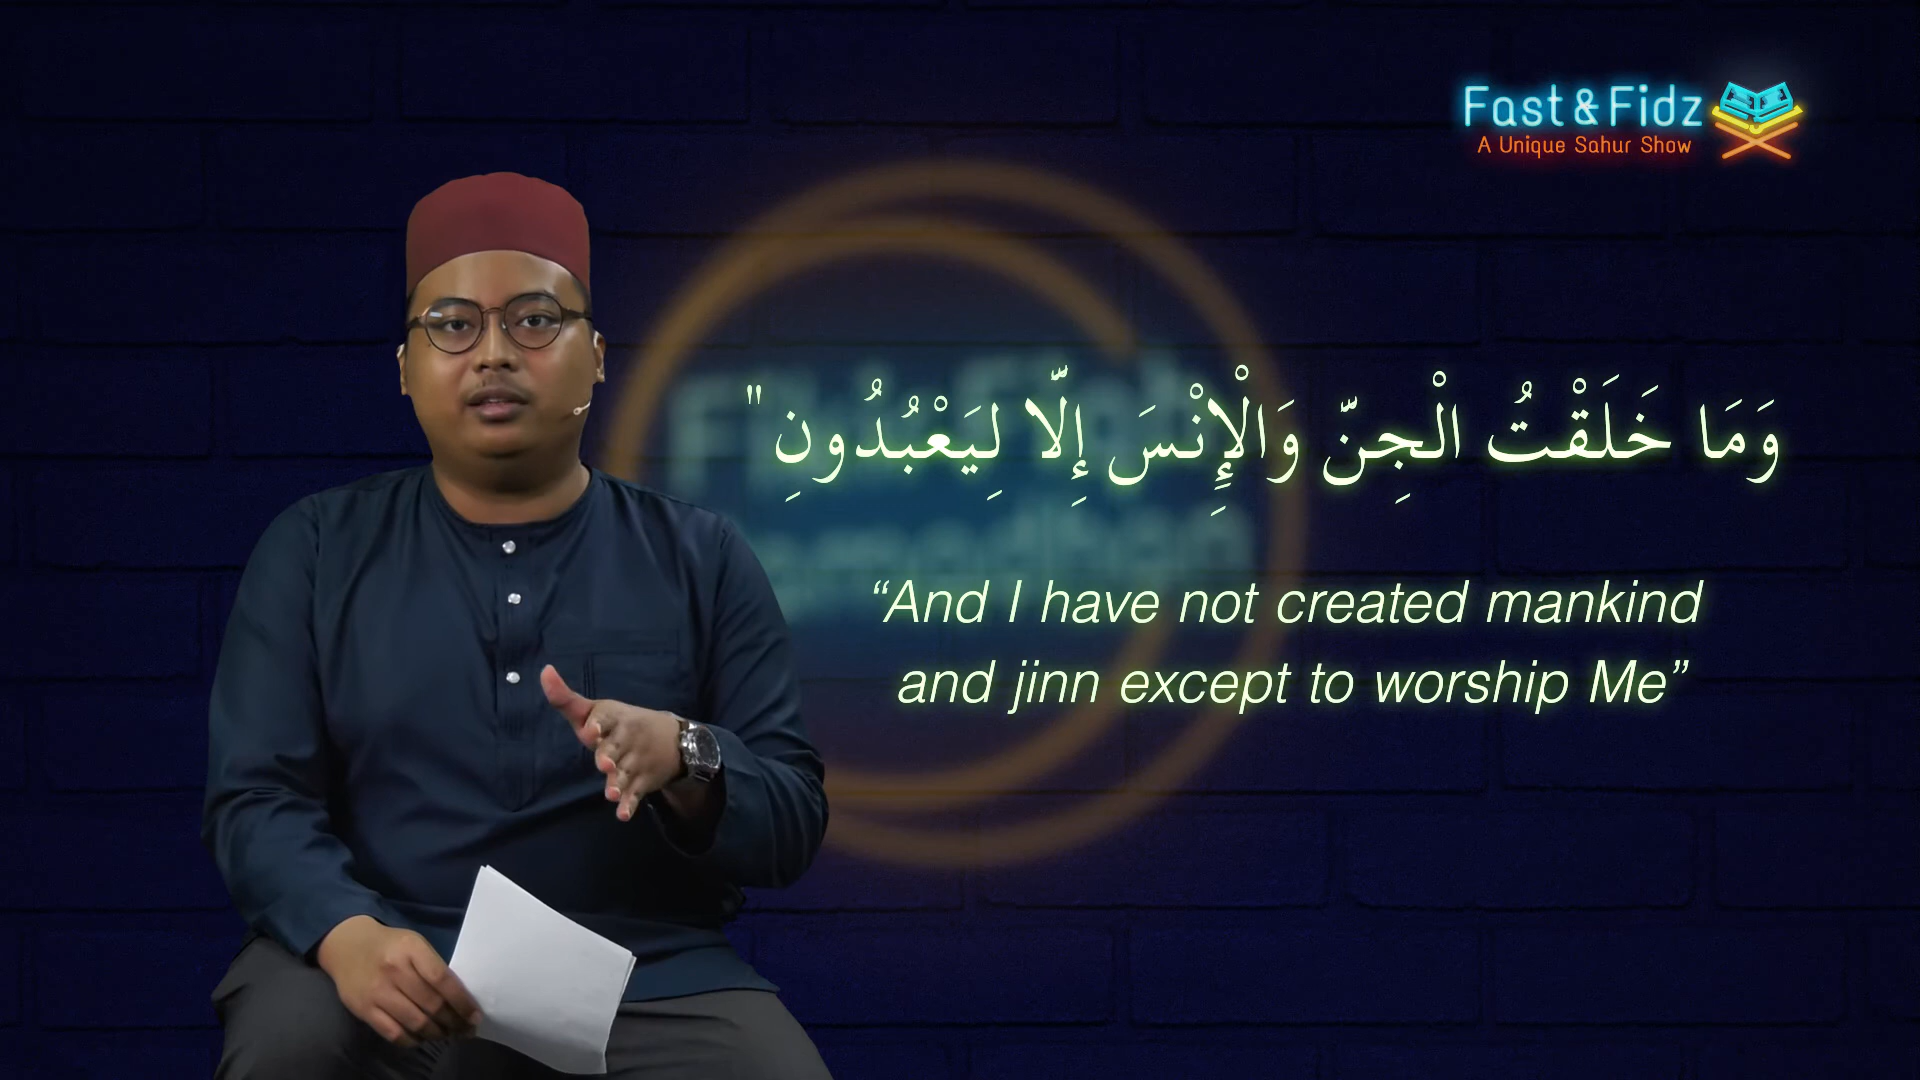 Fast & Fidz
A Unique Sahur Show
وَمَا خَلَقْتُ الْجِنّ وَالْإِنْسَ إِلّا لِيَعْبُدُونِ "
“And I have not created mankind
and jinn except to worship Me”